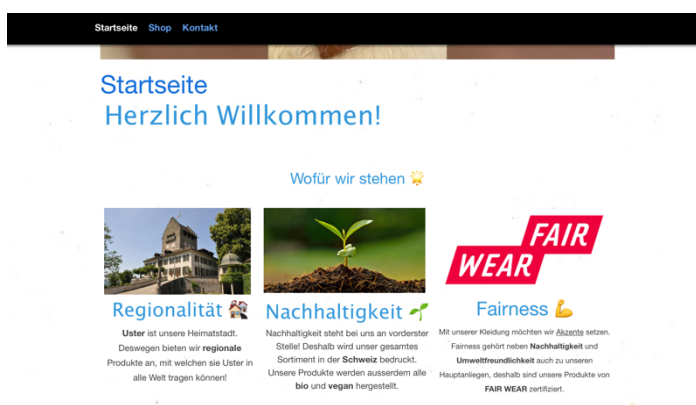 Startseite Shop Kontakt
Startseite
Herzlich Willkommen!
Wofür wir stehen 🌟
FAIR
WEAR
Regionalität 🏘️
Nachhaltigkeit 🌱
Fairness 💪
Uster ist unsere Heimatstadt.
Deswegen bieten wir regionale
Produkte an, mit welchen sie Uster in
alle Welt tragen können!
Nachhaltigkeit steht bei uns an vorderster
Stelle! Deshalb wird unser gesamtes
Sortiment in der Schweiz bedruckt.
Unsere Produkte werden ausserdem alle
bio und vegan hergestellt.
Mit unserer Kleidung möchten wir Akzente setzen.
Fairness gehört neben Nachhaltigkeit und
Umweltfreundlichkeit auch zu unseren
Hauptanliegen, deshalb sind unsere Produkte von
FAIR WEAR zertifiziert.